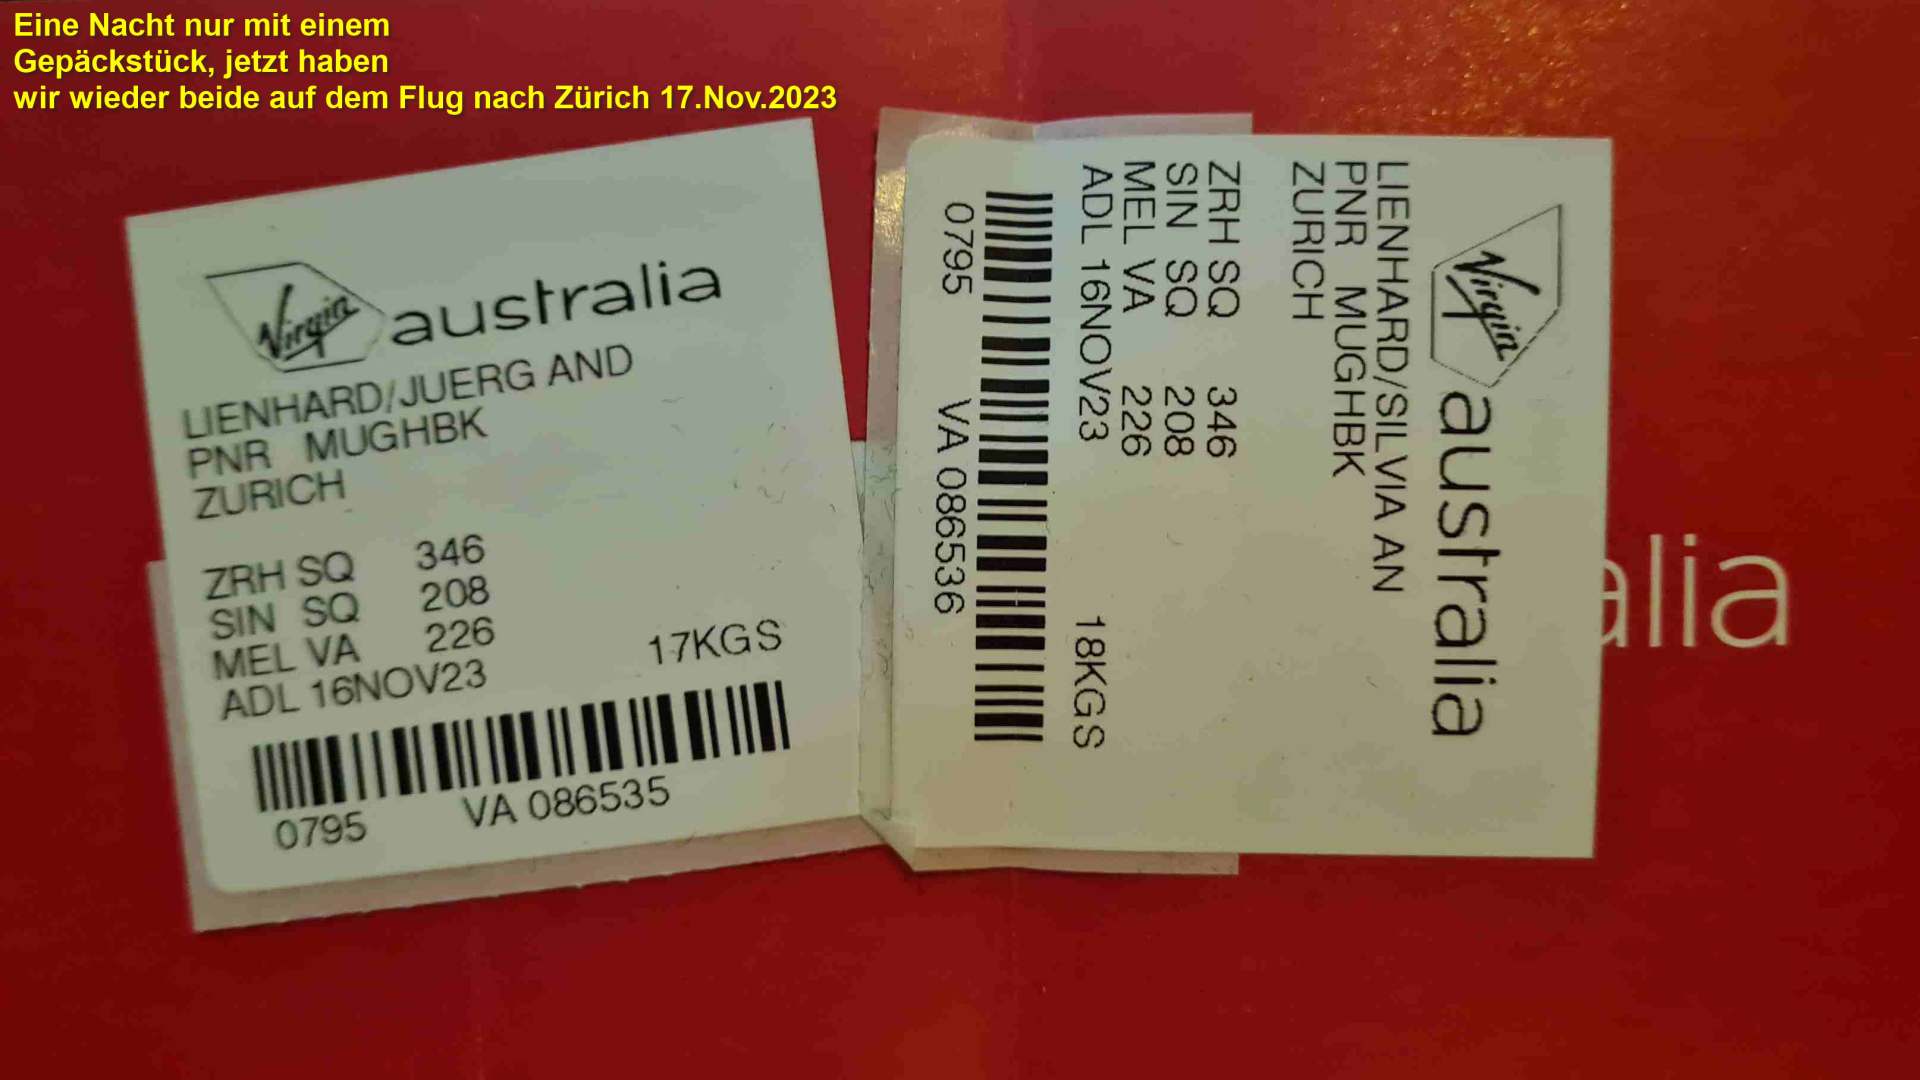 Eine Nacht nur mit einem
Gepäckstück, jetzt haben
wir wieder beide auf dem Flug nach Zürich 17.Nov.2023
Virgin australia
LIENHARD/JUERG AND
PNR MUGHBK
ZURICH
ZRH SQ 346
SIN SQ 208
MEL VA 226
ADL 16NOV23 17KGS
0795 VA 086535
Virgin australia
LIENHARD/SILVIA AN
PNR MUGHBK
ZURICH
ZRH SQ 346
SIN SQ 208
MEL VA 226
ADL 16NOV23 18KGS
0795 VA 086536
alia